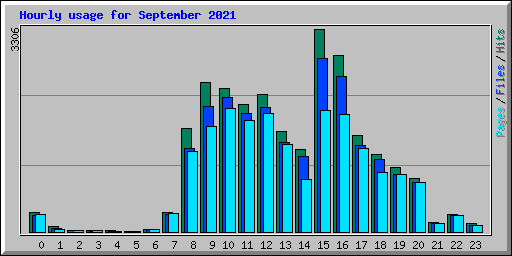 Hourly usage for September 2021
3306
Pages/Files/Hits
0 1 2 3 4 5 6 7 8 9 10 11 12 13 14 15 16 17 18 19 20 21 22 23